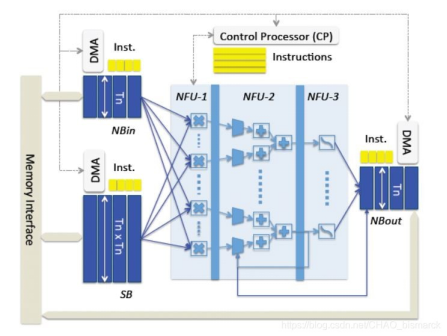 Control Processor (CP)
Instructions
DMA
Inst.
Tn
NBin
DMA
Inst.
Tn x Tn
SB
Memory Interface
NFU-1
NFU-2
NFU-3
Inst.
DMA
Tn
NBout
https://blog.csdn.net/CHAO_bismarck